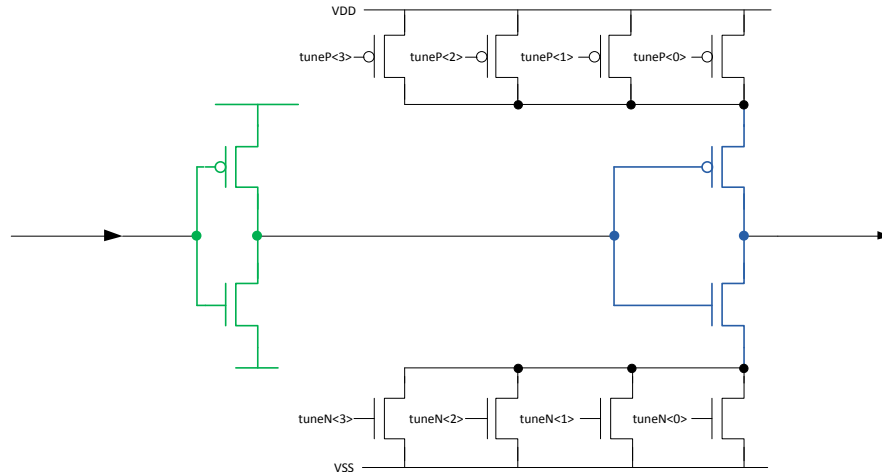 VDD
tuneP<3> tuneP<2> tuneP<1> tuneP<0>
tuneN<3> tuneN<2> tuneN<1> tuneN<0>
VSS